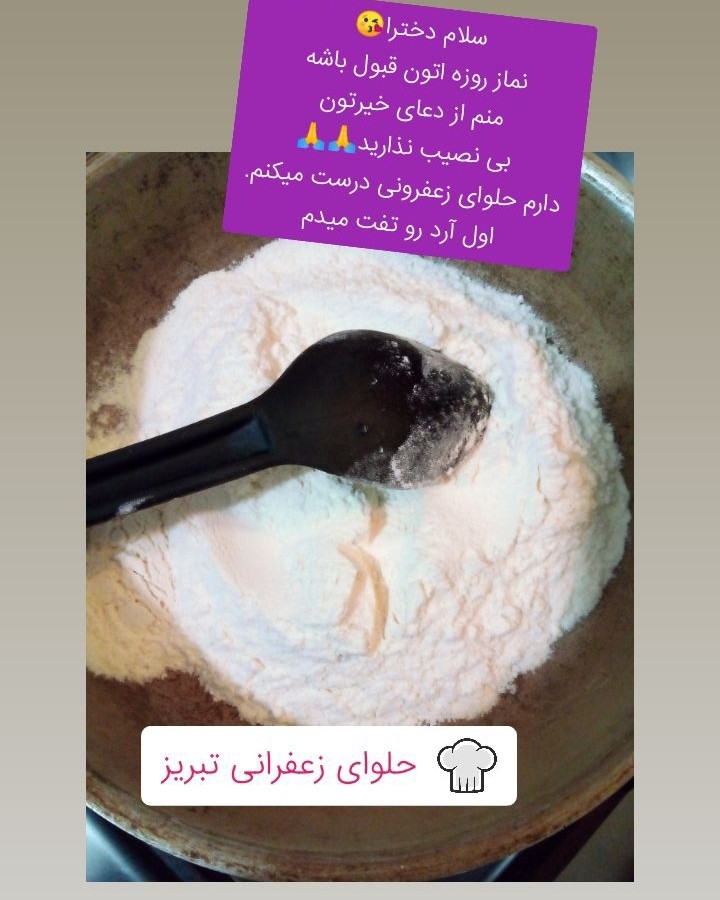 سلام دخترا😘
نماز روزه اتون قبول باشه
منم از دعای خیرتون
بی نصیب نذارید🙏🙏
دارم حلوای زعفرونی درست میکنم.
اول آرد رو تفت میدم
حلوای زعفرانی تبریز